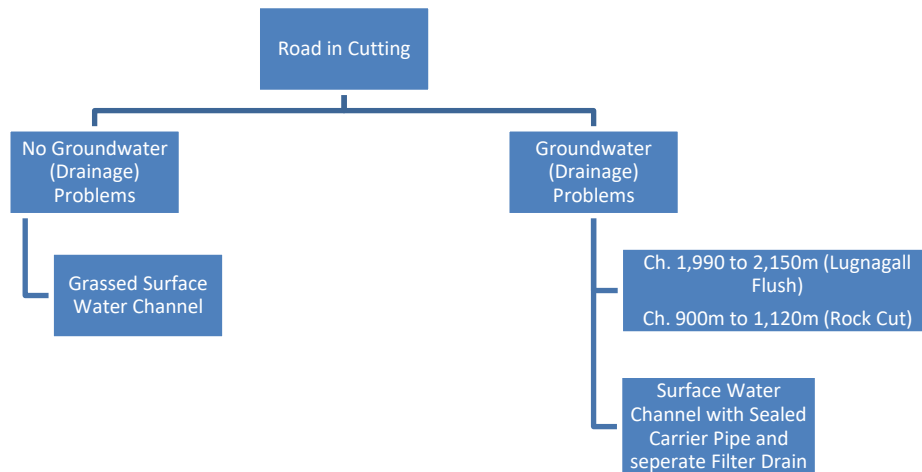 Road in Cutting
No Groundwater
(Drainage)
Problems
Groundwater
(Drainage)
Problems
Grassed Surface
Water Channel
Ch. 1,990 to 2,150m (Lugnagall
Flush)
Ch. 900m to 1,120m (Rock Cut)
Surface Water
Channel with Sealed
Carrier Pipe and
seperate Filter Drain